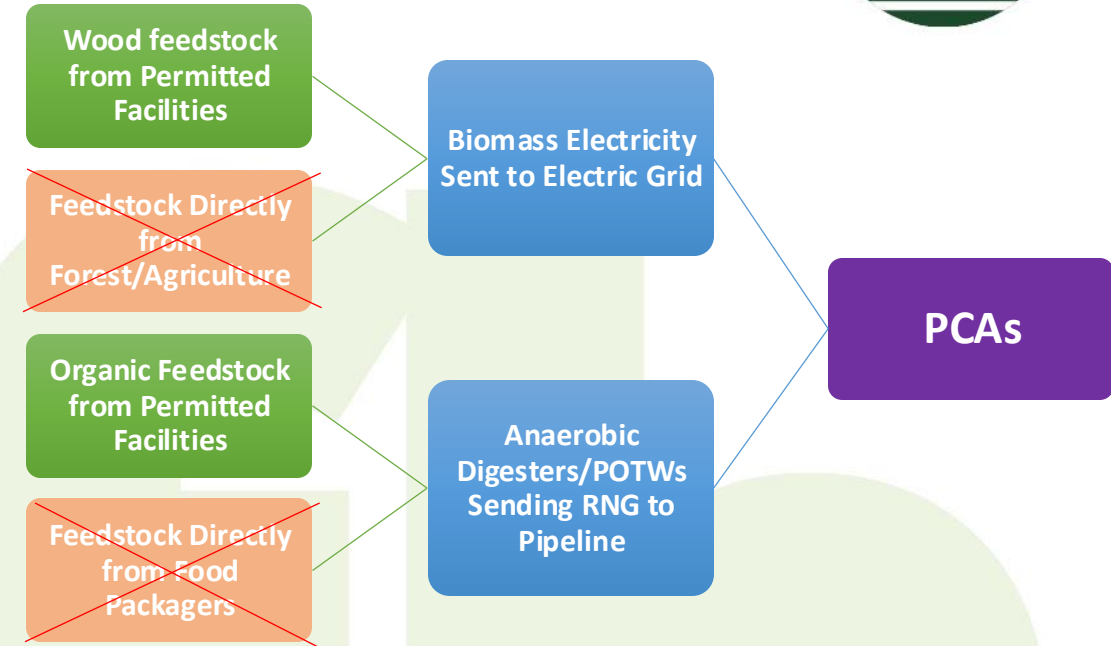 Wood feedstock
from Permitted
Facilities
Feedstock Directly
from
Forest/Agriculture
Organic Feedstock
from Permitted
Facilities
Feedstock Directly
from Food
Packagers
Biomass Electricity
Sent to Electric Grid
Anaerobic
Digesters/POTWs
Sending RNG to
Pipeline
PCAs